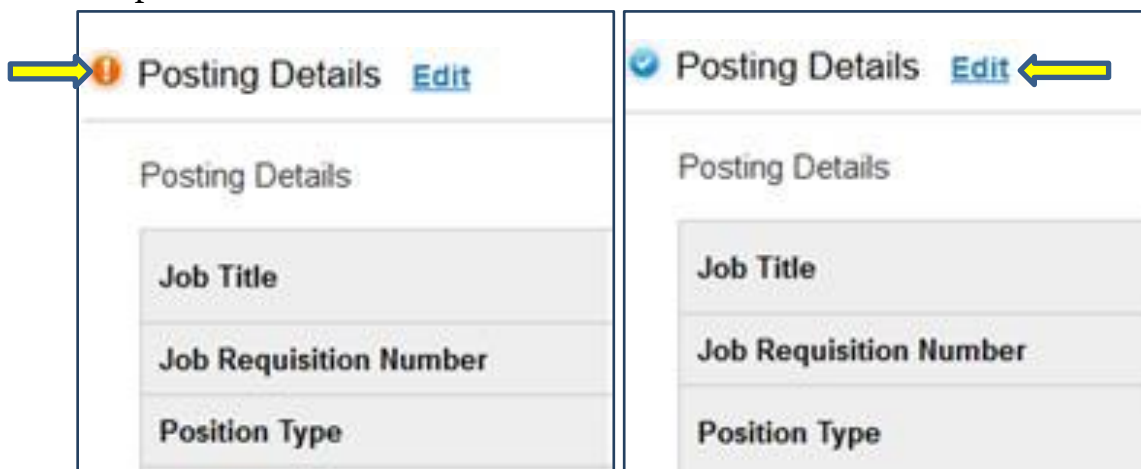 Posting Details Edit
Posting Details
Job Title
Job Requisition Number
Position Type
Posting Details Edit
Posting Details
Job Title
Job Requisition Number
Position Type